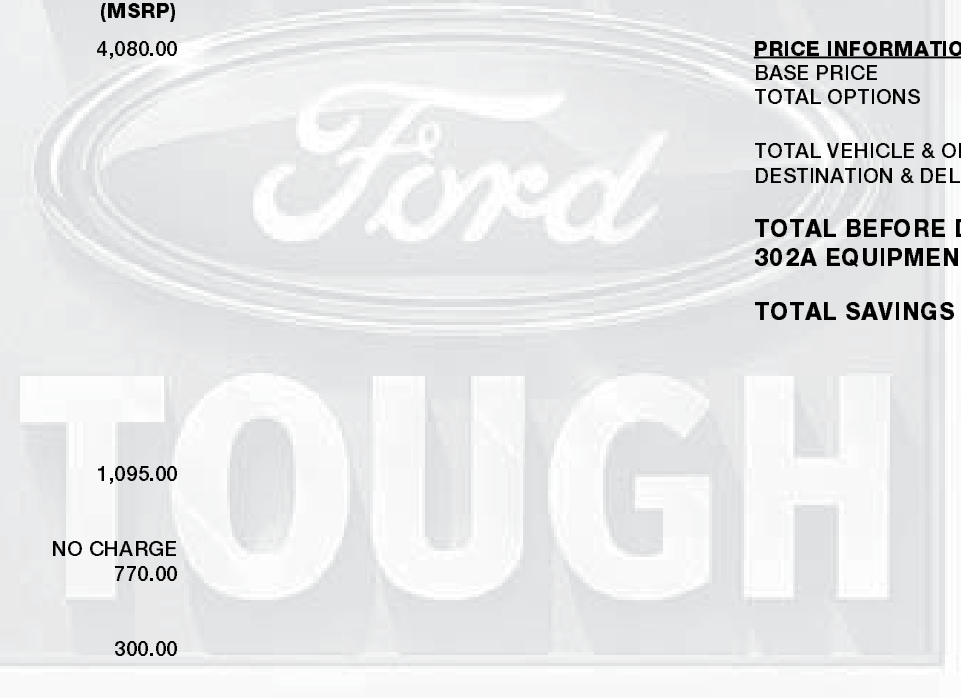 (MSRP)
4,080.00
1,095.00
NO CHARGE
770.00
300.00
Ford
TOUGH
PRICE INFORMATIO
BASE PRICE
TOTAL OPTIONS
TOTAL VEHICLE &
DESTINATION & DEL
TOTAL BEFORE
302A EQUIPMEN
TOTAL SAVINGS